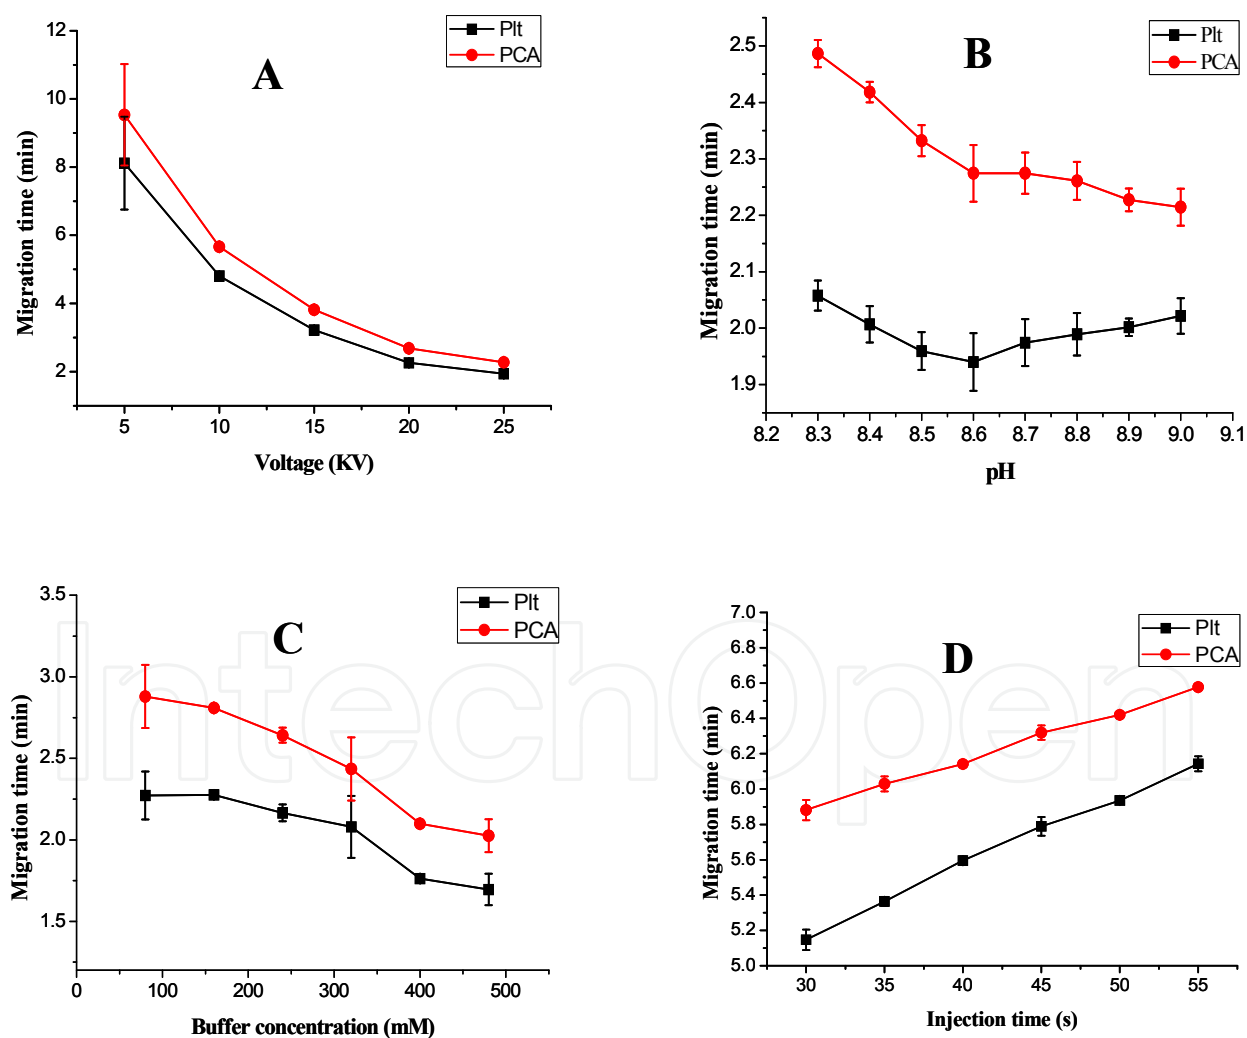 Plt
PCA
A
12
10
8
6
4
2
Migration time (min)
5 10 15 20 25
Voltage (KV)
Plt
PCA
B
2.5
2.4
2.3
2.2
2.1
2.0
1.9
Migration time (min)
8.2 8.3 8.4 8.5 8.6 8.7 8.8 8.9 9.0 9.1
pH
Plt
PCA
C
3.5
3.0
2.5
2.0
1.5
Migration time (min)
0 100 200 300 400 500
Buffer concentration (mM)
Plt
PCA
D
7.0
6.8
6.6
6.4
6.2
6.0
5.8
5.6
5.4
5.2
5.0
Migration time (min)
30 35 40 45 50 55
Injection time (s)
IntechOpen